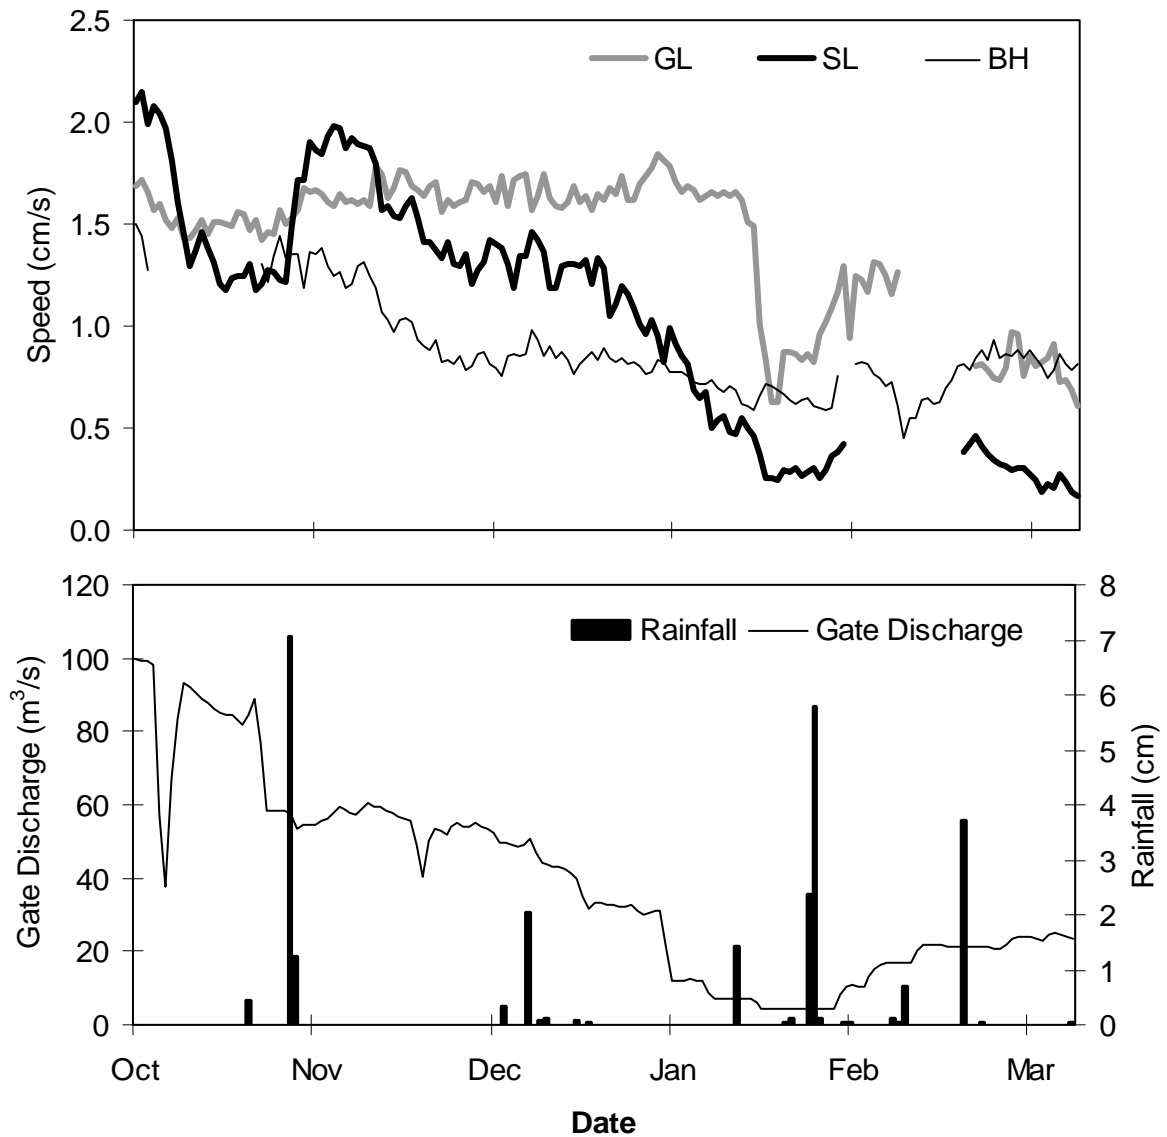 2.5
GL SL BH
2.0
1.5
1.0
0.5
0.0
Speed (cm/s)
120 8
Rainfall Gate Discharge
7
100
6
80
5
60 4
3
40
2
20
1
0 0
Gate Discharge (m³/s)
Rainfall (cm)
Oct Nov Dec Jan Feb Mar
Date